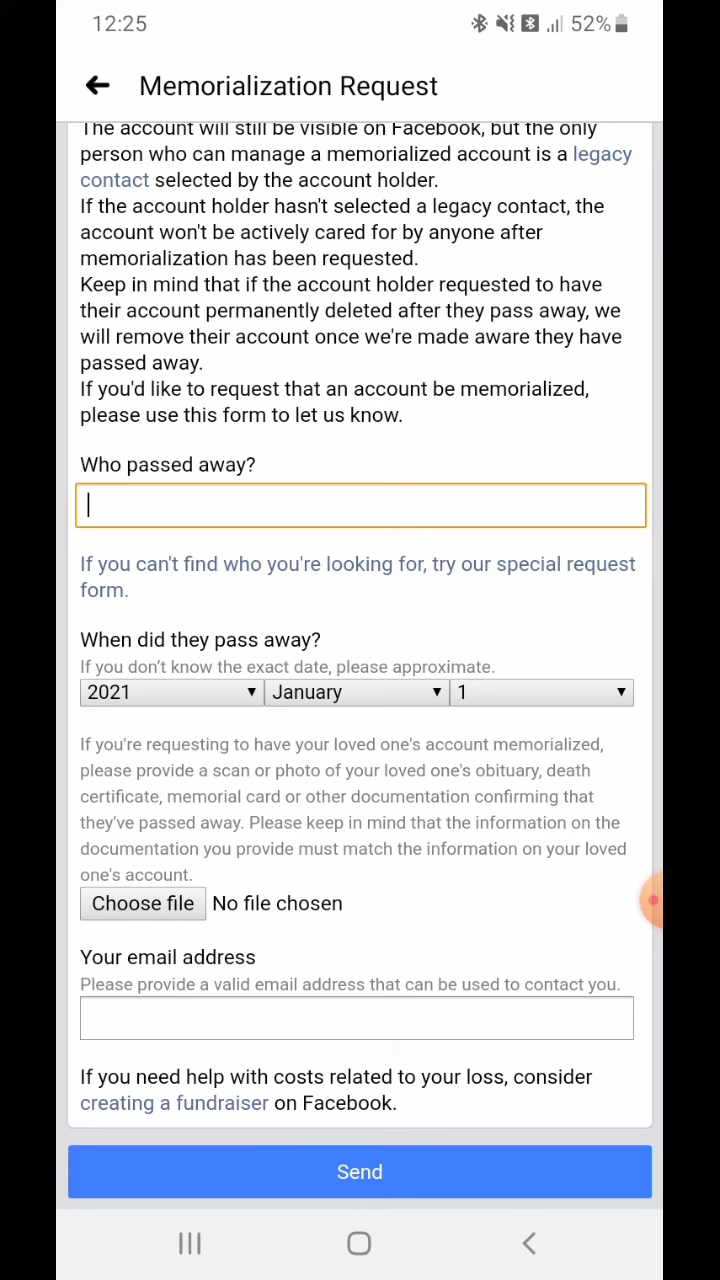 12:25
52%
Memorialization Request
The account will still be visible on Facebook, but the only
person who can manage a memorialized account is a legacy
contact selected by the account holder.
If the account holder hasn't selected a legacy contact, the
account won't be actively cared for by anyone after
memorialization has been requested.
Keep in mind that if the account holder requested to have
their account permanently deleted after they pass away, we
will remove their account once we're made aware they have
passed away.
If you'd like to request that an account be memorialized,
please use this form to let us know.
Who passed away?
If you can't find who you're looking for, try our special request
form.
When did they pass away?
If you don't know the exact date, please approximate.
2021 January 1
If you're requesting to have your loved one's account memorialized,
please provide a scan or photo of your loved one's obituary, death
certificate, memorial card or other documentation confirming that
they've passed away. Please keep in mind that the information on the
documentation you provide must match the information on your loved
one's account.
Choose file No file chosen
Your email address
Please provide a valid email address that can be used to contact you.
If you need help with costs related to your loss, consider
creating a fundraiser on Facebook.
Send